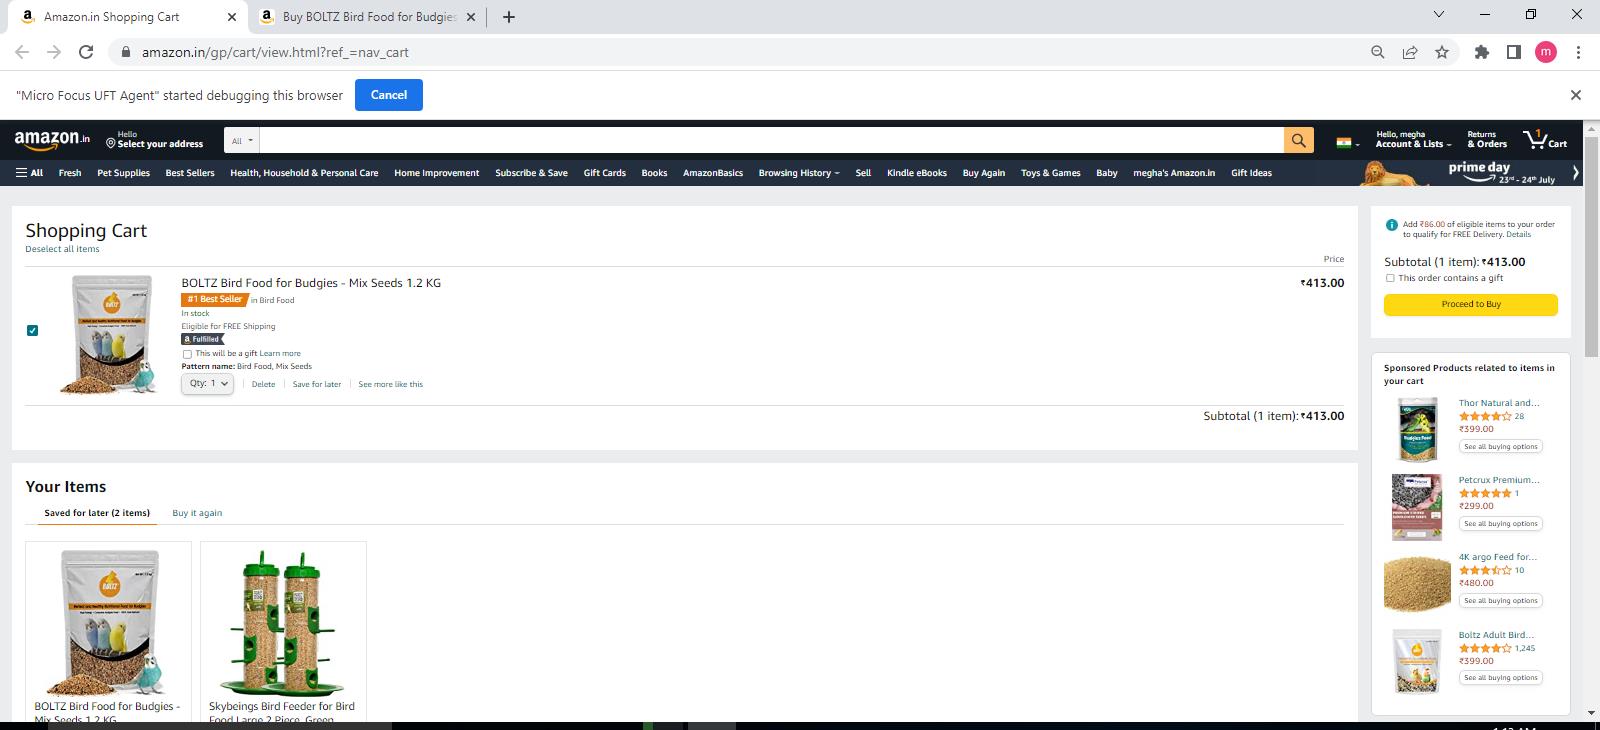 Amazon.in Shopping Cart
Buy BOLTZ Bird Food for Budgies
amazon.in/gp/cart/view.html?ref_=nav_cart
m
"Micro Focus UFT Agent" started debugging this browser
Cancel
amazon.in
Hello
Select your address
All
Hello, megha
Account & Lists
Returns
& Orders
1
Cart
All Fresh Pet Supplies Best Sellers Health, Household & Personal Care Home Improvement Subscribe & Save Gift Cards Books AmazonBasics Browsing History Sell Kindle eBooks Buy Again Toys & Games Baby megha's Amazon.in Gift Ideas
prime day
23rd - 24th July
Shopping Cart
Deselect all items
Price
BOLTZ Bird Food for Budgies - Mix Seeds 1.2 KG
₹413.00
#1 Best Seller in Bird Food
In stock
Eligible for FREE Shipping
a Fulfilled
This will be a gift Learn more
Pattern name: Bird Food, Mix Seeds
Qty: 1 Delete Save for later See more like this
Subtotal (1 item): ₹413.00
Add ₹86.00 of eligible items to your order
to qualify for FREE Delivery. Details
Subtotal (1 item): ₹413.00
This order contains a gift
Proceed to Buy
Sponsored Products related to items in
your cart
Thor Natural and...
28
₹399.00
See all buying options
Petcrux Premium...
1
₹299.00
See all buying options
4K argo Feed for...
10
₹480.00
See all buying options
Boltz Adult Bird...
1,245
₹399.00
See all buying options
Your Items
Saved for later (2 items) Buy it again
BOLTZ
BOLTZ Bird Food for Budgies -
Mix Seeds 1.2 KG
Skybeings Bird Feeder for Bird
Food Large 2 Piece, Green